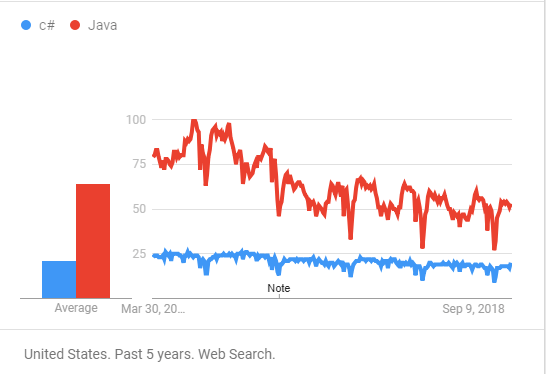 c# Java
100
75
50
25
Note
Average Mar 30, 20... Sep 9, 2018
United States. Past 5 years. Web Search.